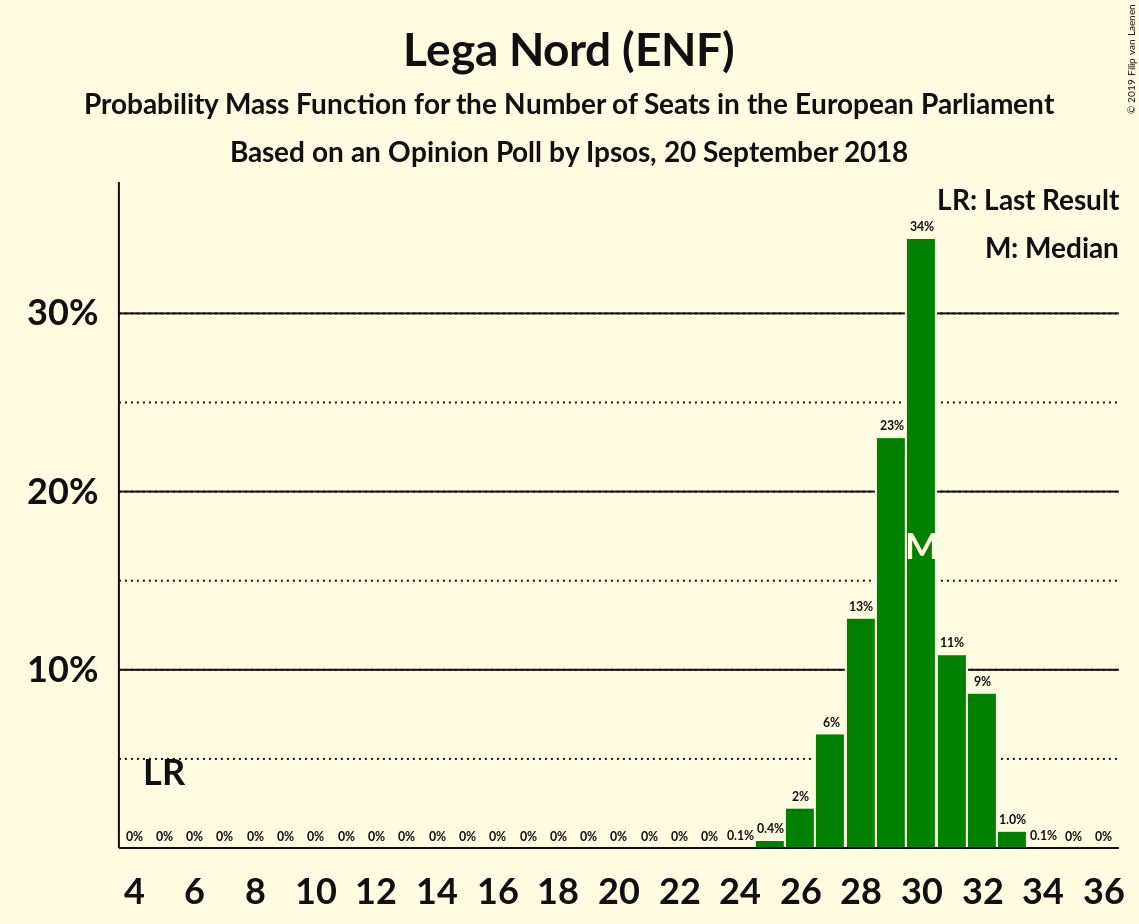 Lega Nord (ENF)
Probability Mass Function for the Number of Seats in the European Parliament
Based on an Opinion Poll by Ipsos, 20 September 2018
© 2019 Filip van Laenen
LR: Last Result
M: Median
34%
30%
23%
20%
M
13%
11%
10%
9%
6%
LR
2%
0% 0% 0% 0% 0% 0% 0% 0% 0% 0% 0% 0% 0% 0% 0% 0% 0% 0% 0% 0% 0.1% 0.4% 1.0% 0.1% 0% 0%
4 6 8 10 12 14 16 18 20 22 24 26 28 30 32 34 36